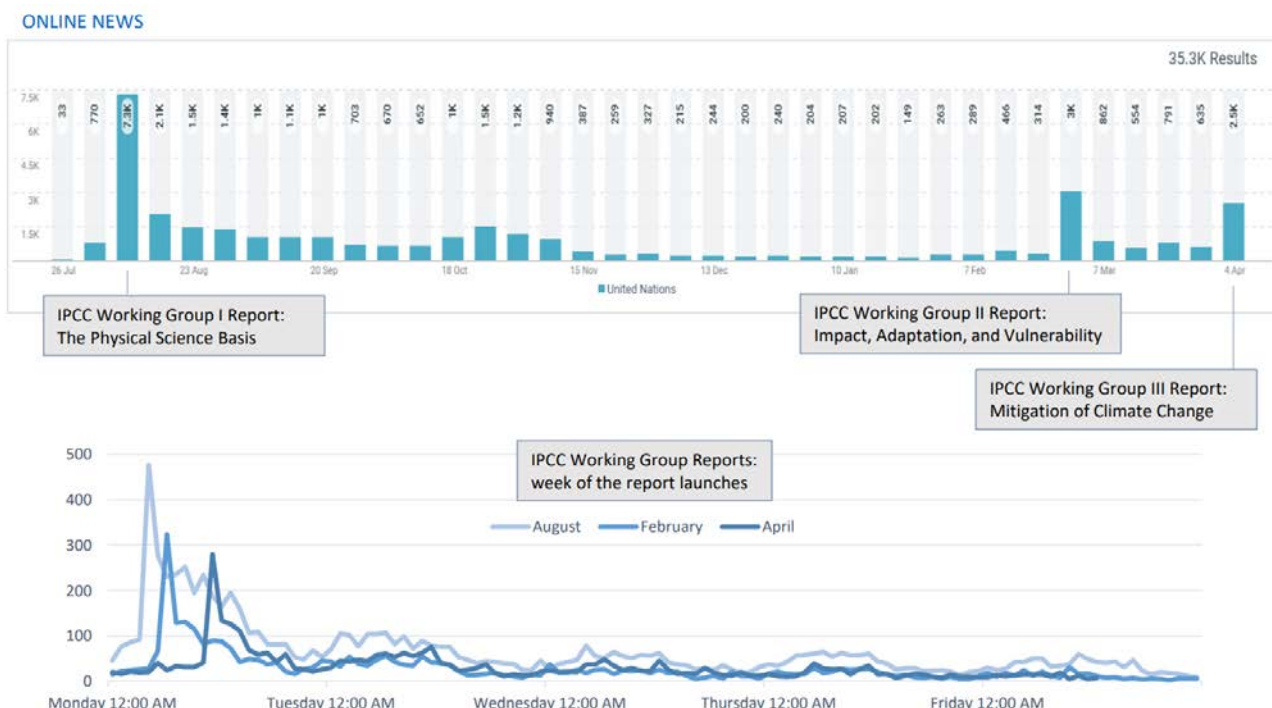 ONLINE NEWS
35.3K Results
7.5K
6K
4.5K
3K
1.5K
33 770 7.3K 2.1K 1.5K 1.4K 1K 1.1K 1K 703 670 652 1K 1.5K 1.2K 940 387 259 327 215 244 200 240 204 207 202 149 263 289 466 314 3K 862 554 791 635 2.5K
26 Jul 23 Aug 20 Sep 18 Oct 15 Nov 13 Dec 10 Jan 7 Feb 7 Mar 4 Apr
United Nations
IPCC Working Group I Report:
The Physical Science Basis
IPCC Working Group II Report:
Impact, Adaptation, and Vulnerability
IPCC Working Group III Report:
Mitigation of Climate Change
IPCC Working Group Reports:
week of the report launches
August February April
500
400
300
200
100
0
Monday 12:00 AM Tuesday 12:00 AM Wednesday 12:00 AM Thursday 12:00 AM Friday 12:00 AM